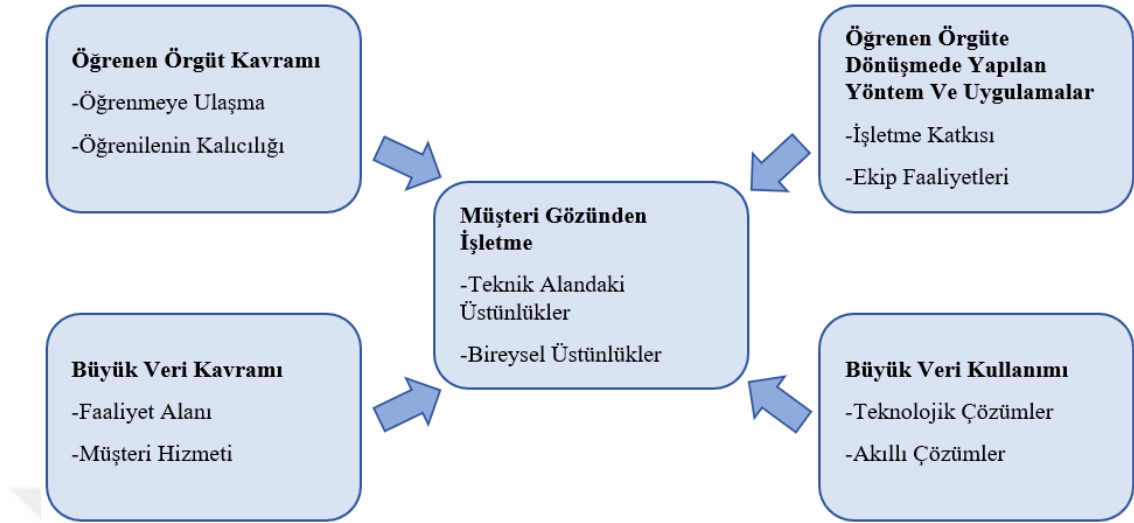 Öğrenen Örgüt Kavramı
-Öğrenmeye Ulaşma
-Öğrenilenin Kalıcılığı
Öğrenen Örgüte
Dönüşmede Yapılan
Yöntem Ve Uygulamalar
-İşletme Katkısı
-Ekip Faaliyetleri
Müşteri Gözünden
İşletme
-Teknik Alandaki
Üstünlükler
-Bireysel Üstünlükler
Büyük Veri Kavramı
-Faaliyet Alanı
-Müşteri Hizmeti
Büyük Veri Kullanımı
-Teknolojik Çözümler
-Akıllı Çözümler